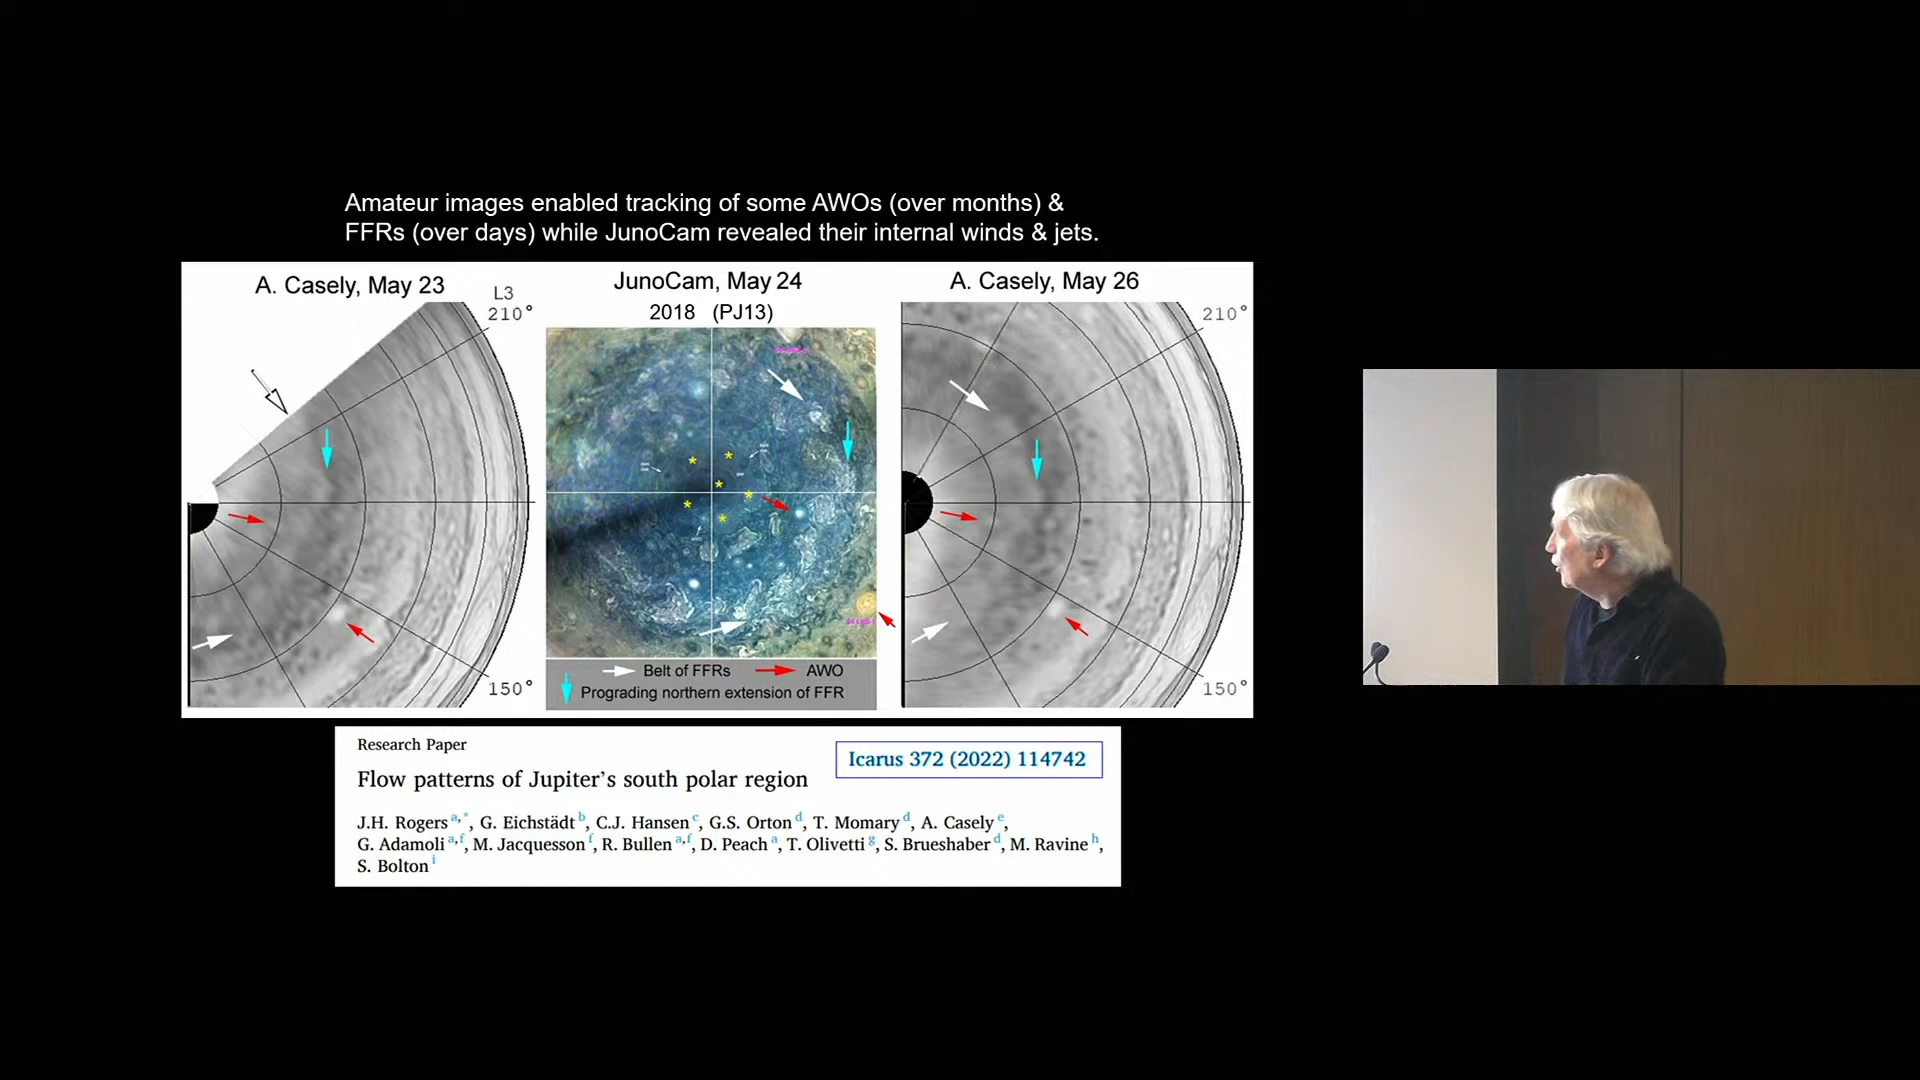 Amateur images enabled tracking of some AWOs (over months) &
FFRs (over days) while JunoCam revealed their internal winds & jets.
A. Casely, May 23
L3
210°
150°
JunoCam, May 24
2018 (PJ13)
Belt of FFRs
AWO
Prograding northern extension of FFR
A. Casely, May 26
210°
150°
Research Paper
Icarus 372 (2022) 114742
Flow patterns of Jupiter's south polar region
J.H. Rogers a,*, G. Eichstädt b, C.J. Hansen c, G.S. Orton d, T. Momary d, A. Casely e,
G. Adamoli a,f, M. Jacquesson f, R. Bullen a,f, D. Peach a, T. Olivetti g, S. Brueshaber d, M. Ravine h,
S. Bolton i